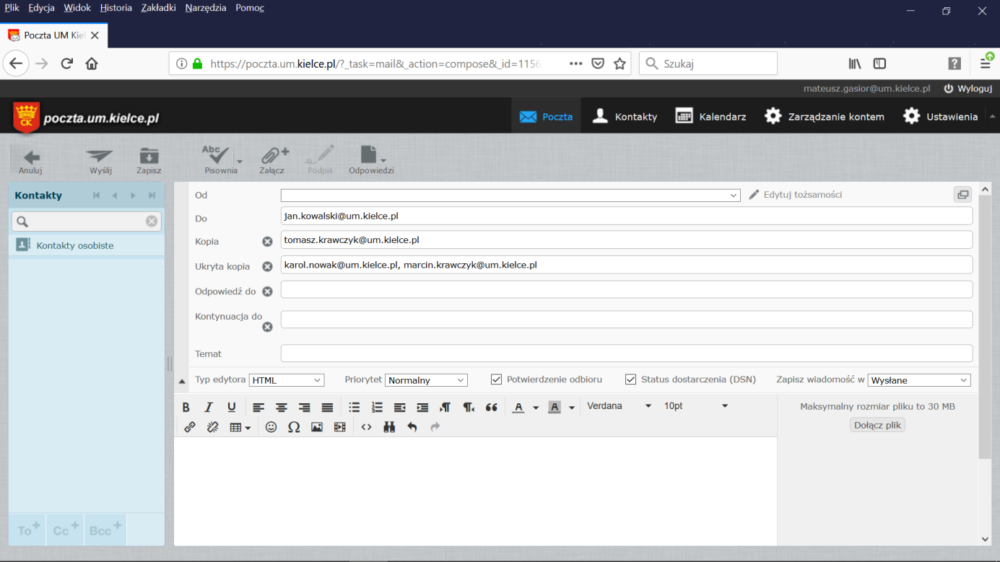 Plik Edycja Widok Historia Zakładki Narzędzia Pomoc
Poczta UM Kiel
https://poczta.um.kielce.pl/?_task=mail&_action=compose&_id=1156
Szukaj
mateusz.gasior@um.kielce.pl Wyloguj
CK poczta.um.kielce.pl Poczta Kontakty Kalendarz Zarządzanie kontem Ustawienia
Abc
Anuluj Wyślij Zapisz Pisownia Załącz Podpis Odpowiedzi
Kontakty
Kontakty osobiste
To+ Cc+ Bcc+
Od Edytuj tożsamości
Do jan.kowalski@um.kielce.pl
Kopia tomasz.krawczyk@um.kielce.pl
Ukryta kopia karol.nowak@um.kielce.pl, marcin.krawczyk@um.kielce.pl
Odpowiedź do
Kontynuacja do
Temat
Typ edytora HTML Priorytet Normalny Potwierdzenie odbioru Status dostarczenia (DSN) Zapisz wiadomość w Wysłane
B I U A A Verdana 10pt
Ω
Maksymalny rozmiar pliku to 30 MB
Dołącz plik